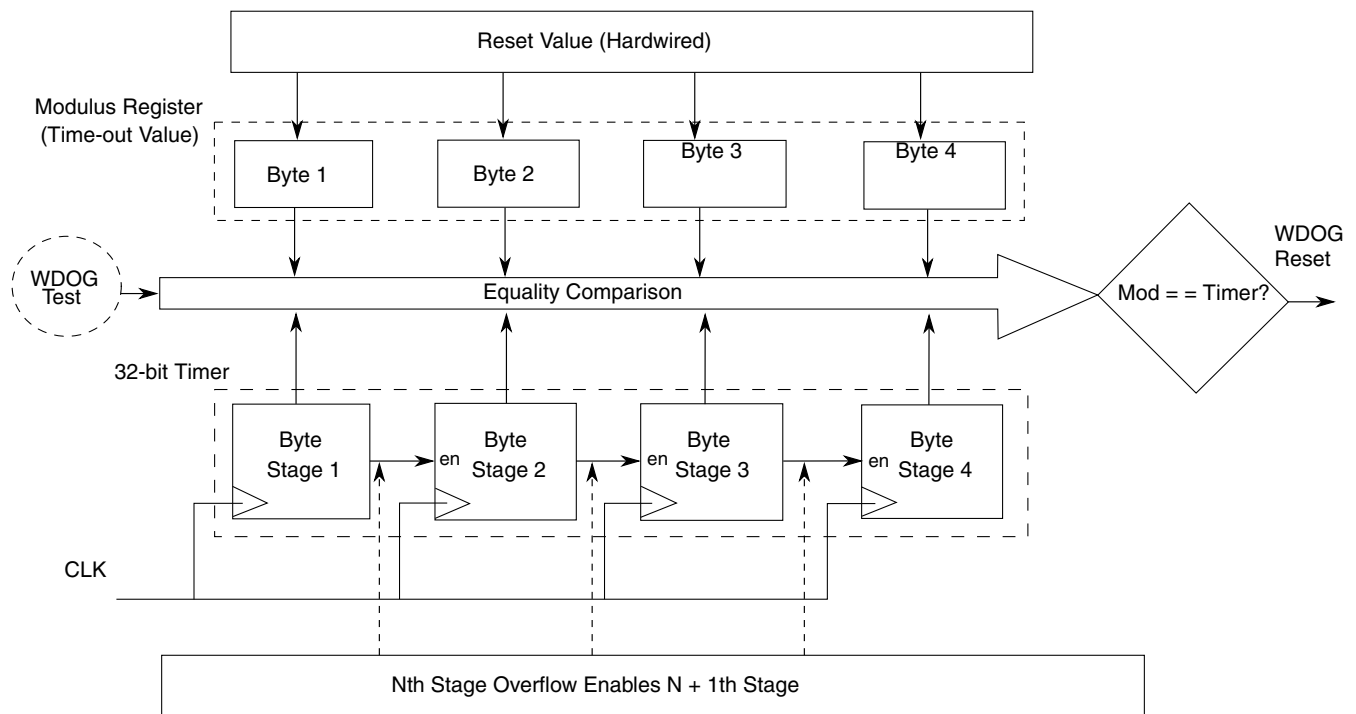 Reset Value (Hardwired)
Modulus Register
(Time-out Value)
Byte 1
Byte 2
Byte 3
Byte 4
WDOG
Test
Equality Comparison
Mod = = Timer?
WDOG
Reset
32-bit Timer
Byte
Stage 1
en
Byte
Stage 2
en
Byte
Stage 3
en
Byte
Stage 4
CLK
Nth Stage Overflow Enables N + 1th Stage